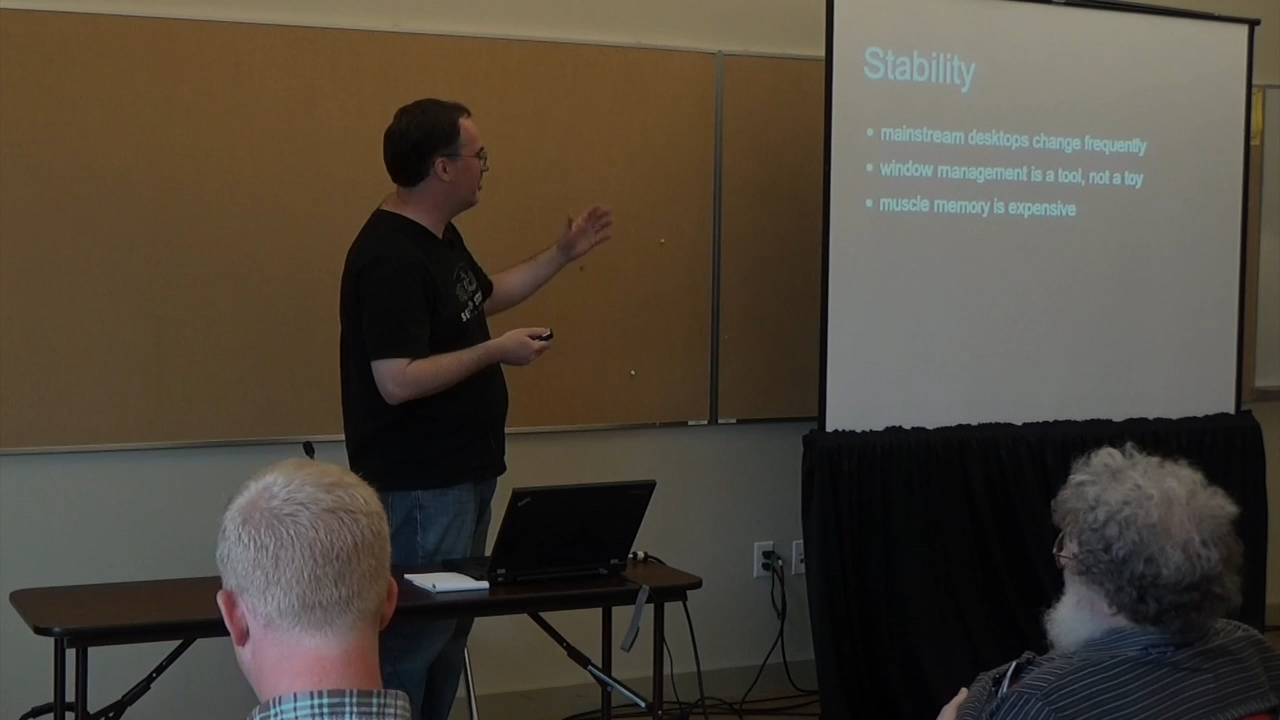 Stability
• mainstream desktops change frequently
• window management is a tool, not a toy
• muscle memory is expensive